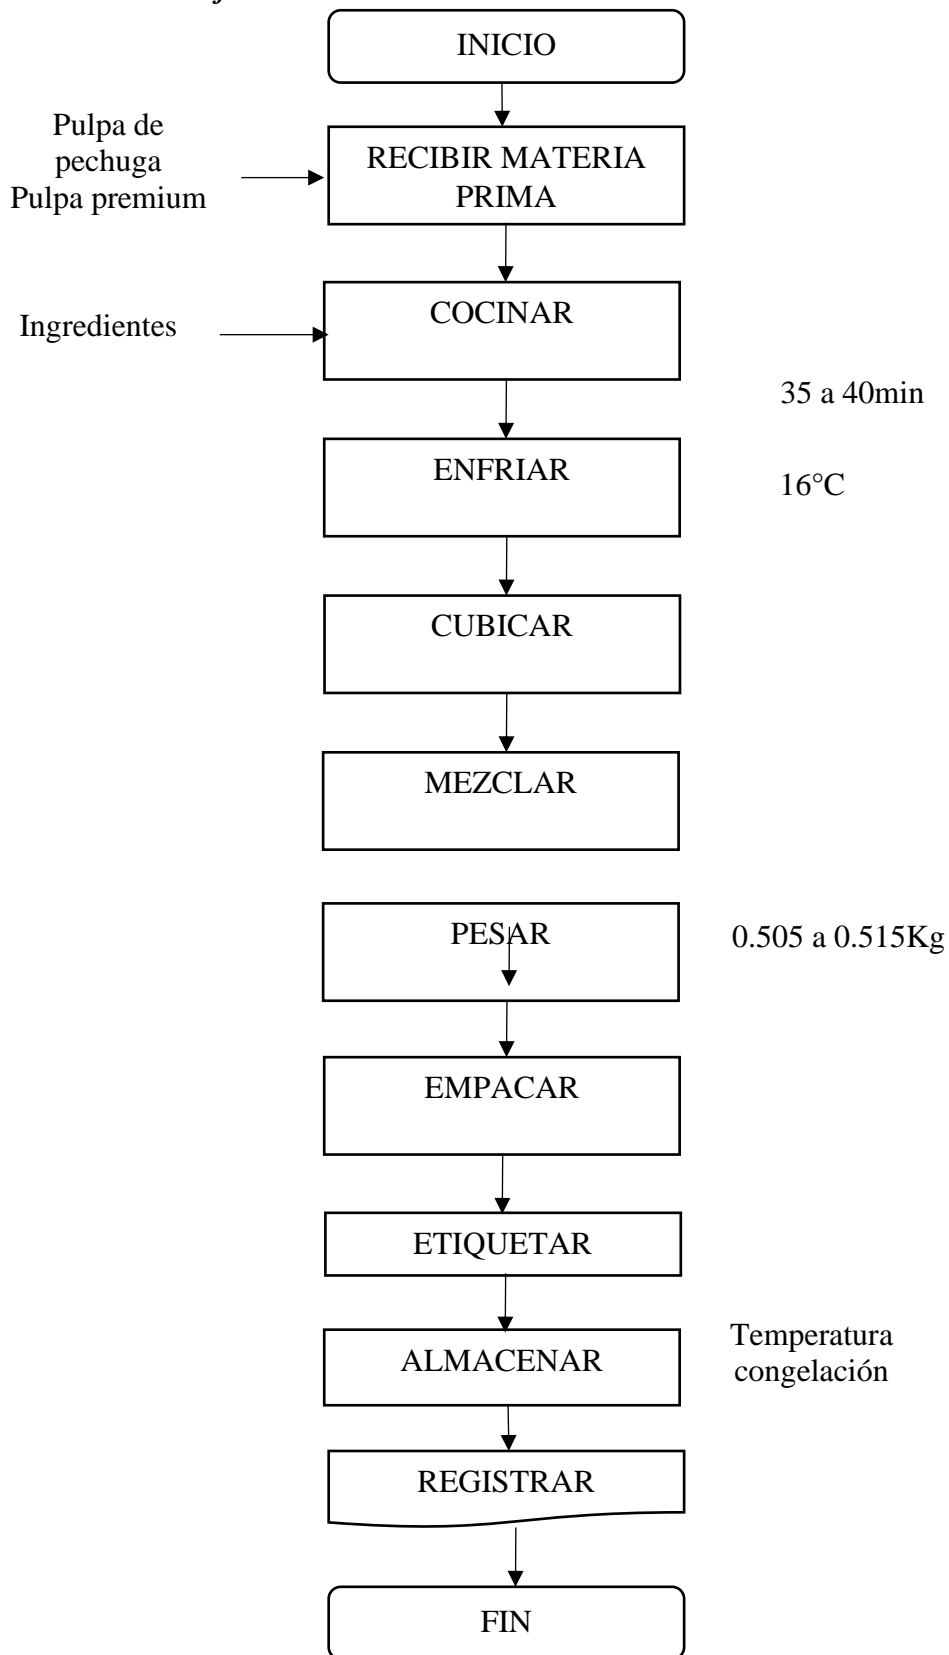 INICIO
Pulpa de
pechuga
Pulpa premium
RECIBIR MATERIA
PRIMA
Ingredientes
COCINAR
35 a 40min
ENFRIAR
16°C
CUBICAR
MEZCLAR
PESAR
0.505 a 0.515Kg
EMPACAR
ETIQUETAR
ALMACENAR
Temperatura
congelación
REGISTRAR
FIN